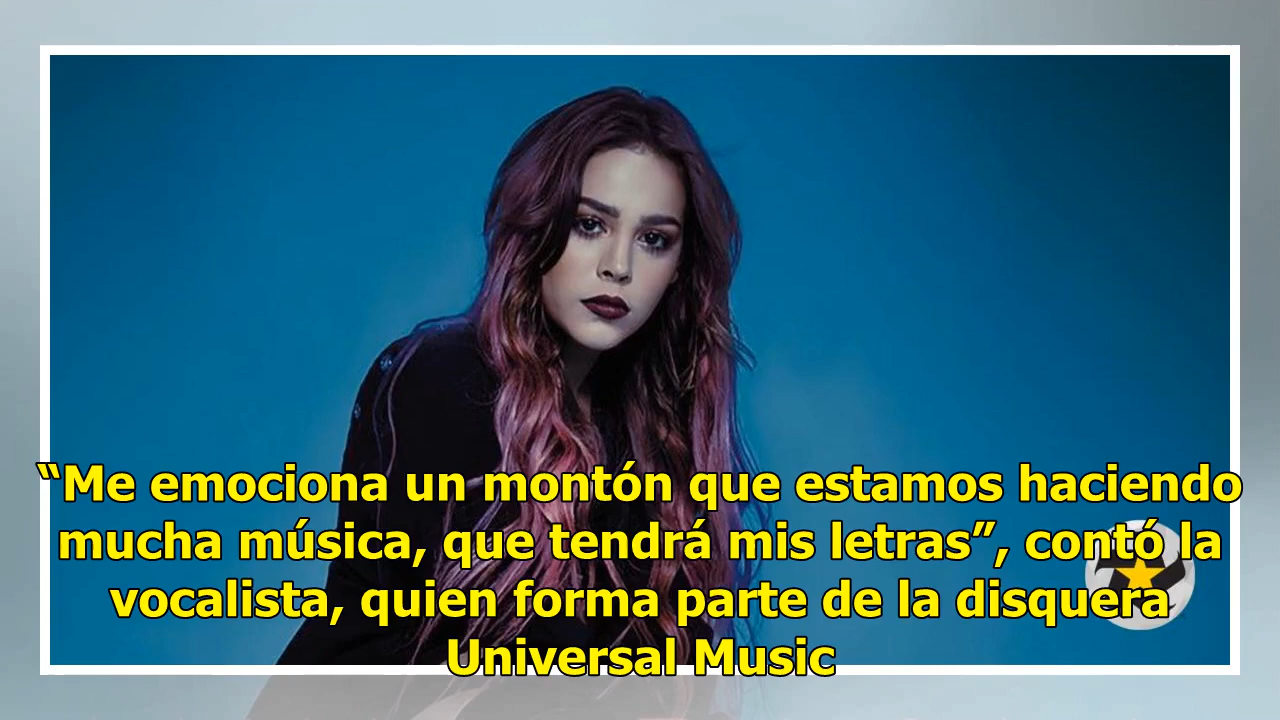 “Me emociona un montón que estamos haciendo
mucha música, que tendrá mis letras”, contó la
vocalista, quien forma parte de la disquera
Universal Music